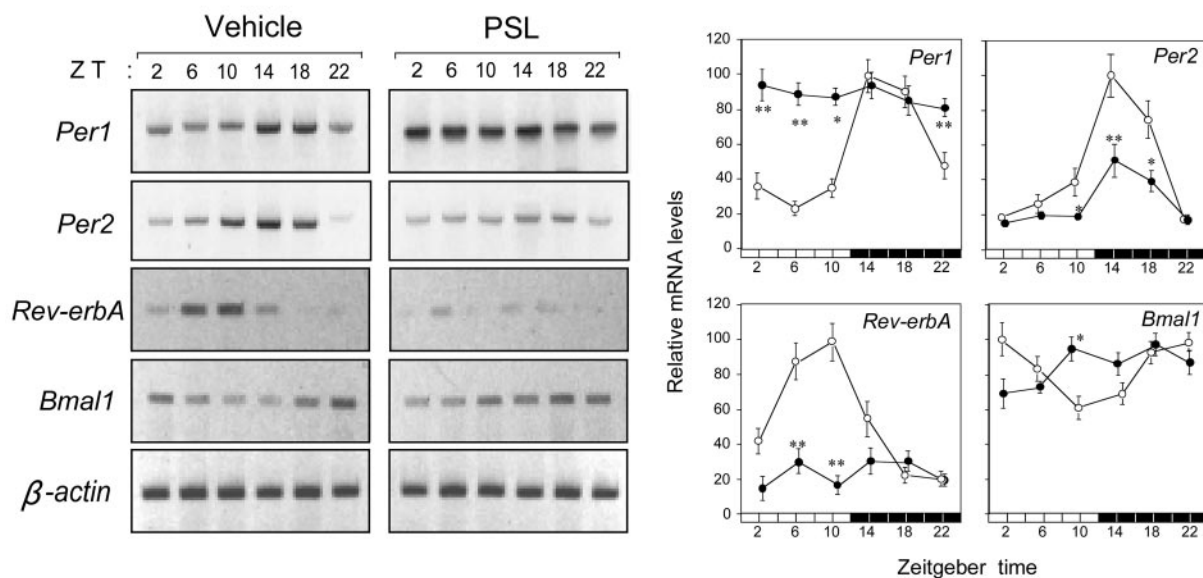 Vehicle PSL
Z T : 2 6 10 14 18 22 2 6 10 14 18 22
Per1
Per2
Rev-erbA
Bmal1
β-actin
Relative mRNA levels
120
100
80
60
40
20
0
Per1
** ** * **
2 6 10 14 18 22
Per2
* ** *
2 6 10 14 18 22
120
100
80
60
40
20
0
Rev-erbA
** **
2 6 10 14 18 22
Bmal1
*
2 6 10 14 18 22
Zeitgeber time